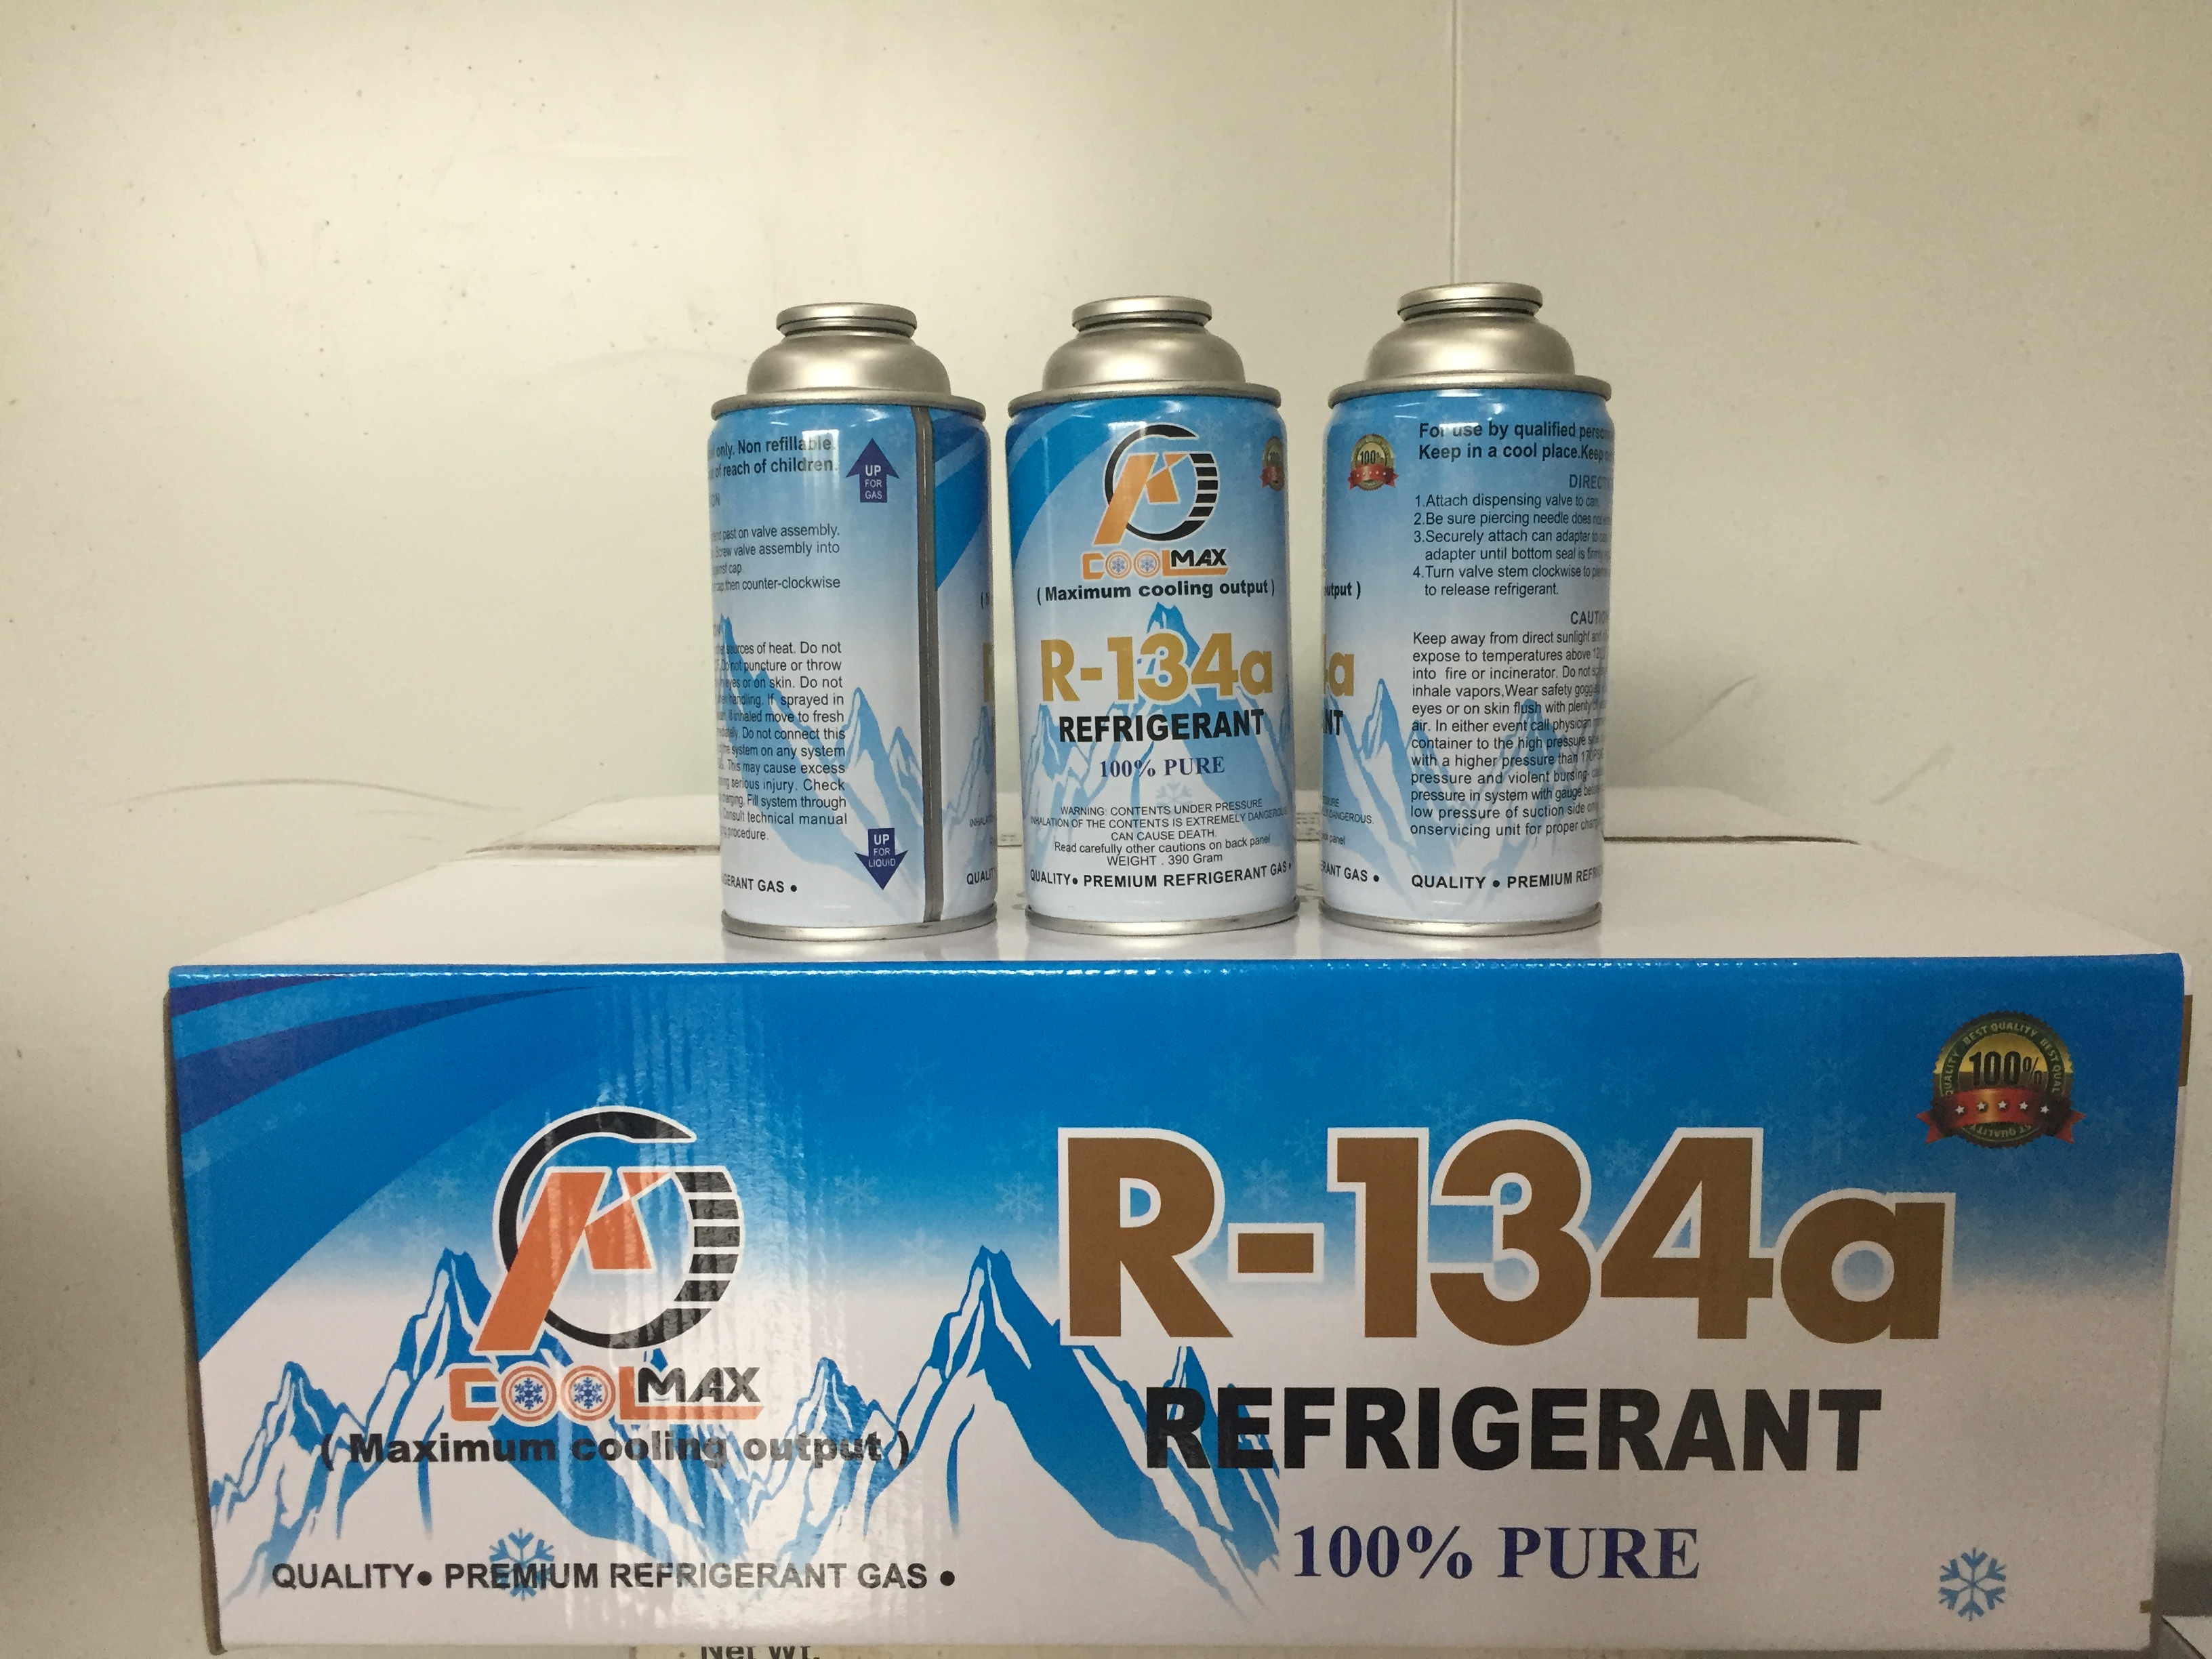 only. Non refillable.
of reach of children.
UP
FOR
GAS
past on valve assembly.
Screw valve assembly into
cap.
then counter-clockwise
sources of heat. Do not
not puncture or throw
eyes or on skin. Do not
handling. If sprayed in
inhaled move to fresh
Do not connect this
system on any system
This may cause excess
serious injury. Check
Fill system through
Consult technical manual
procedure.
UP
FOR
LIQUID
GAS •
QUALITY
COOLMAX
( Maximum cooling output )
R-134a
REFRIGERANT
100% PURE
WARNING: CONTENTS UNDER PRESSURE
INHALATION OF THE CONTENTS IS EXTREMELY DANGEROUS
CAN CAUSE DEATH.
Read carefully other cautions on back panel
WEIGHT . 390 Gram
QUALITY• PREMIUM REFRIGERANT GAS •
100%
output )
a
NT
DANGEROUS.
panel
GAS •
For use by qualified
Keep in a cool place.Keep
1.Attach dispensing valve to can
2.Be sure piercing needle does not
3.Securely attach can adapter
adapter until bottom seal is
4.Turn valve stem clockwise to
to release refrigerant.
Keep away from direct sunlight and
expose to temperatures above
into fire or incinerator. Do not
inhale vapors,Wear safety
eyes or on skin flush with plenty
air. In either event call physician
container to the high pressure
with a higher pressure than
pressure and violent bursing-
pressure in system with gauge
low pressure of suction side
onservicing unit for proper
QUALITY • PREMIUM
BEST QUALITY BEST
100%
COOLMAX
( Maximum cooling output )
R-134a
REFRIGERANT
100% PURE
QUALITY• PREMIUM REFRIGERANT GAS •
Net Wt.